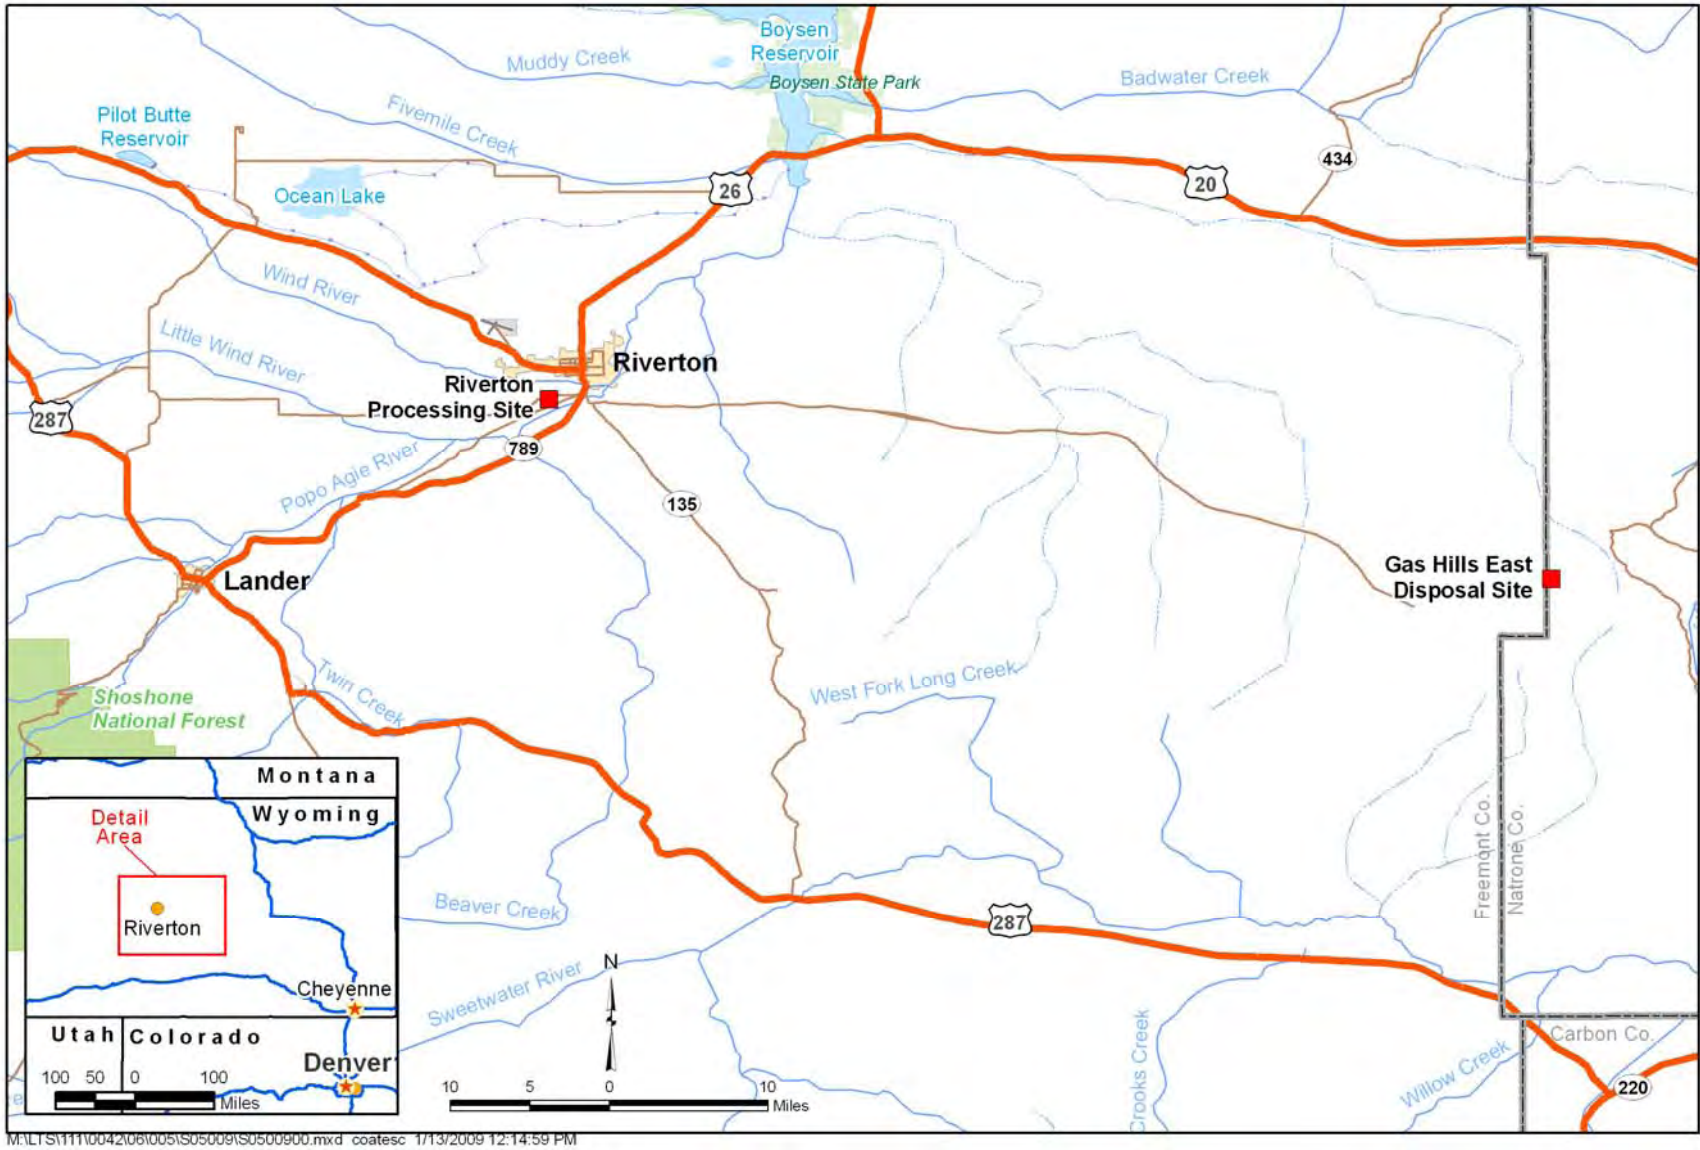 Boysen
Reservoir
Muddy Creek
Boysen State Park
Badwater Creek
Pilot Butte
Reservoir
Fivemile Creek
434
Ocean Lake
26
20
Wind River
Little Wind River
Riverton
Riverton
Processing Site
287
789
Popo Agie River
135
Gas Hills East
Disposal Site
Lander
Twin Creek
West Fork Long Creek
Shoshone
National Forest
Montana
Wyoming
Detail
Area
Riverton
Cheyenne
Utah
Colorado
Denver
100 50 0 100
Miles
Beaver Creek
Sweetwater River
N
287
Freemont Co.
Natrone Co.
Carbon Co.
Crooks Creek
Willow Creek
220
10 5 0 10
Miles
M:\LTS\111\0042\06\005\S05009\S0500900.mxd coatesc 1/13/2009 12:14:59 PM